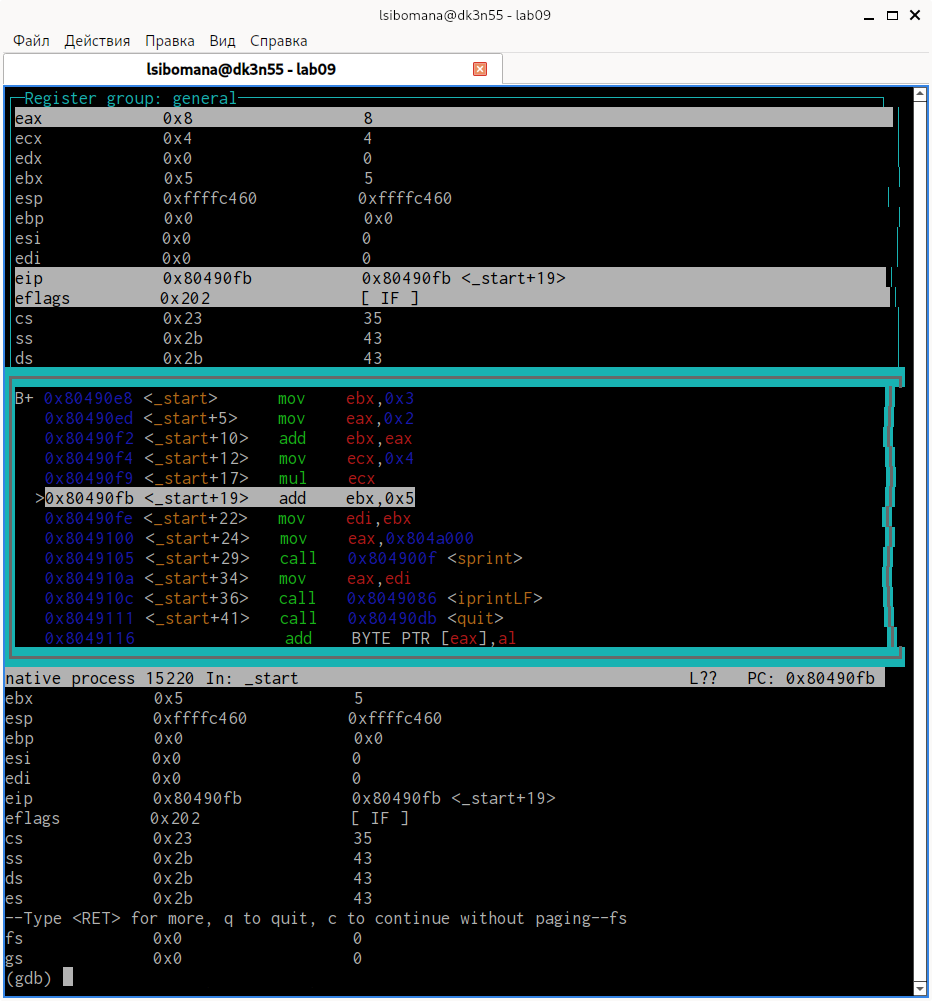 lsibomana@dk3n55 - lab09
Файл Действия Правка Вид Справка
lsibomana@dk3n55 - lab09
Register group: general
eax 0x8 8
ecx 0x4 4
edx 0x0 0
ebx 0x5 5
esp 0xffffc460 0xffffc460
ebp 0x0 0x0
esi 0x0 0
edi 0x0 0
eip 0x80490fb 0x80490fb <_start+19>
eflags 0x202 [ IF ]
cs 0x23 35
ss 0x2b 43
ds 0x2b 43
B+ 0x80490e8 <_start> mov ebx,0x3
0x80490ed <_start+5> mov eax,0x2
0x80490f2 <_start+10> add ebx,eax
0x80490f4 <_start+12> mov ecx,0x4
0x80490f9 <_start+17> mul ecx
>0x80490fb <_start+19> add ebx,0x5
0x80490fe <_start+22> mov edi,ebx
0x8049100 <_start+24> mov eax,0x804a000
0x8049105 <_start+29> call 0x804900f <sprint>
0x804910a <_start+34> mov eax,edi
0x804910c <_start+36> call 0x8049086 <iprintLF>
0x8049111 <_start+41> call 0x80490db <quit>
0x8049116 add BYTE PTR [eax],al
native process 15220 In: _start L?? PC: 0x80490fb
ebx 0x5 5
esp 0xffffc460 0xffffc460
ebp 0x0 0x0
esi 0x0 0
edi 0x0 0
eip 0x80490fb 0x80490fb <_start+19>
eflags 0x202 [ IF ]
cs 0x23 35
ss 0x2b 43
ds 0x2b 43
es 0x2b 43
--Type <RET> for more, q to quit, c to continue without paging--fs
fs 0x0 0
gs 0x0 0
(gdb)